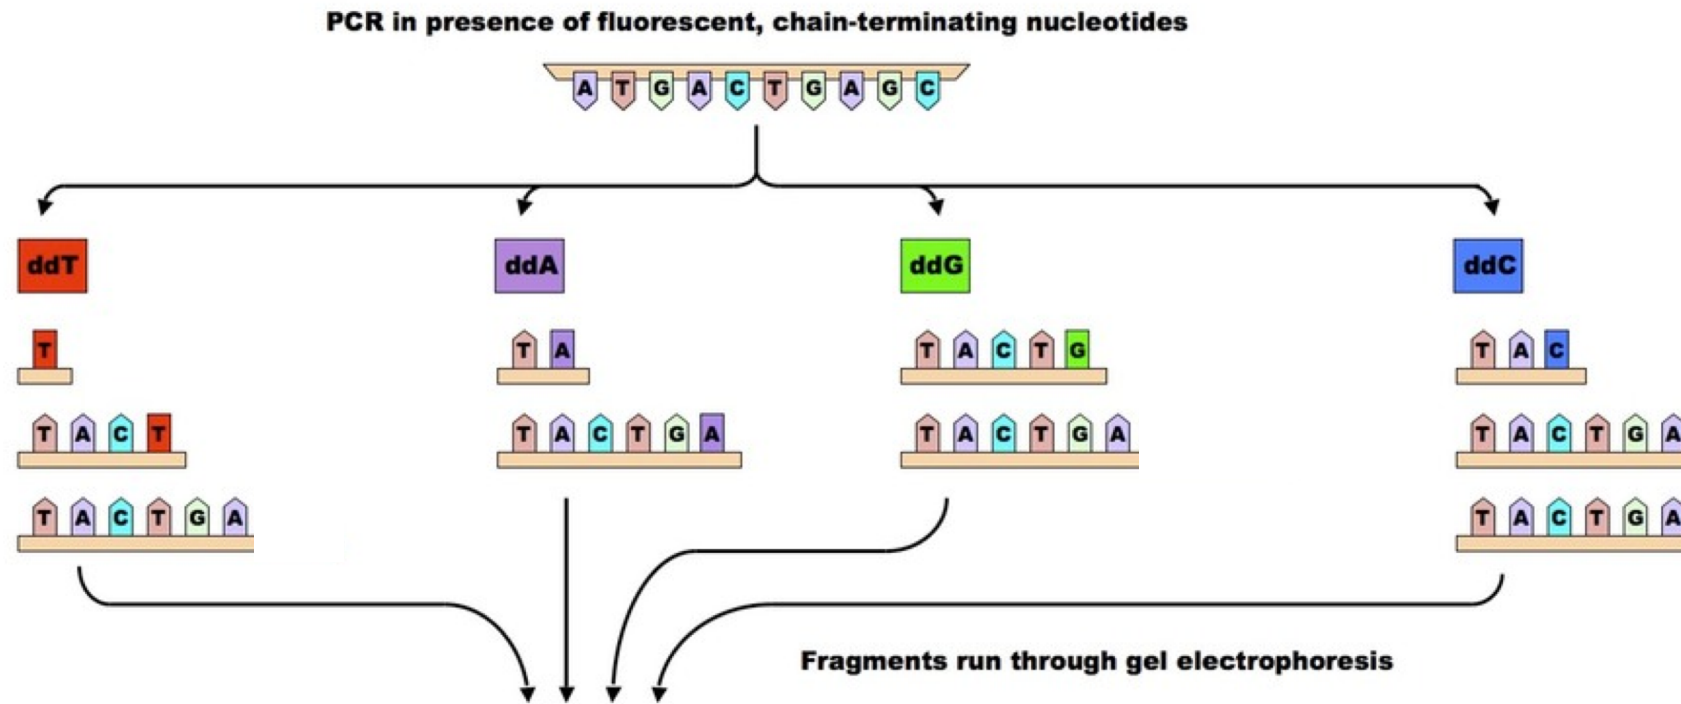 PCR in presence of fluorescent, chain-terminating nucleotides
A T G A C T G A G C
ddT ddA ddG ddC
T T A T A C T G T A C
T A C T T A C T G A T A C T G A T A C T G A
T A C T G A T A C T G A
Fragments run through gel electrophoresis